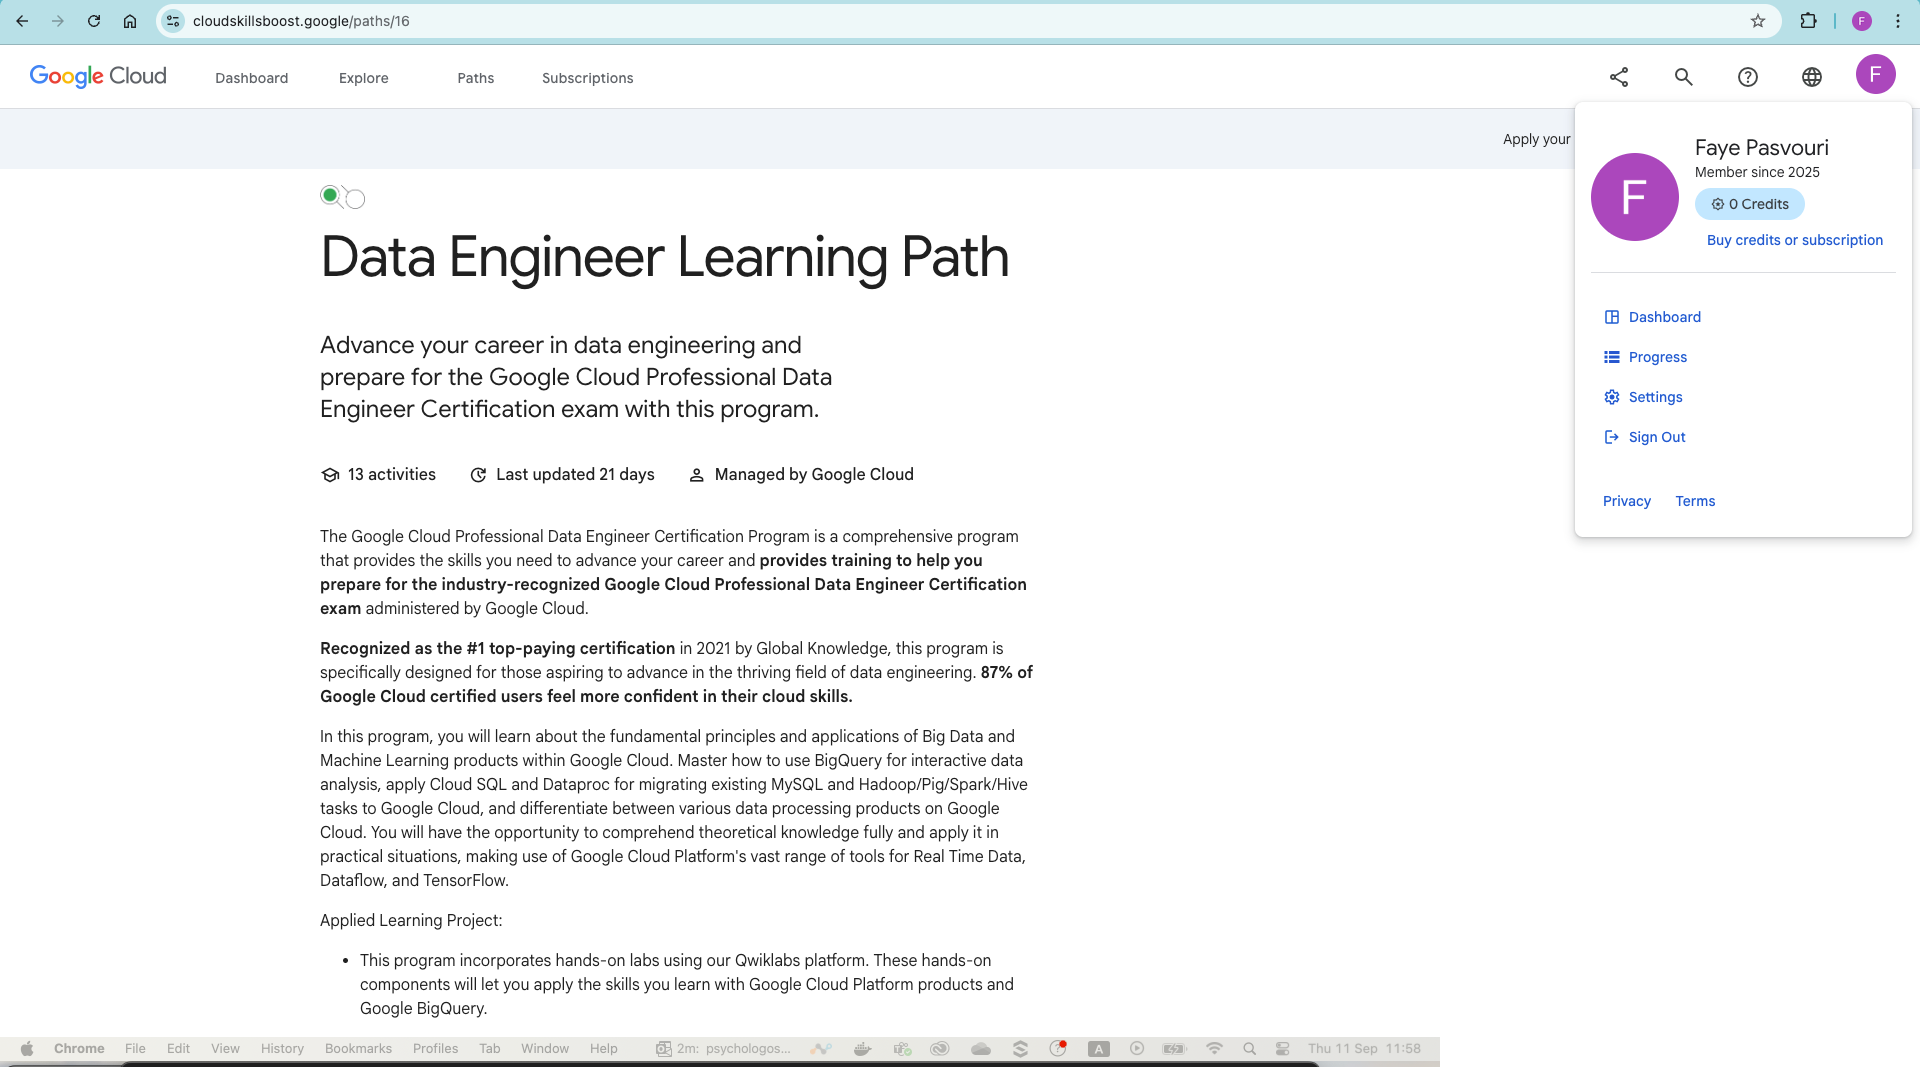 cloudskillsboost.google/paths/16
F
Google Cloud
Dashboard
Explore
Paths
Subscriptions
F
Apply your
Faye Pasvouri
Member since 2025
F
0 Credits
Buy credits or subscription
Dashboard
Progress
Settings
Sign Out
Privacy Terms
Data Engineer Learning Path
Advance your career in data engineering and
prepare for the Google Cloud Professional Data
Engineer Certification exam with this program.
13 activities
Last updated 21 days
Managed by Google Cloud
The Google Cloud Professional Data Engineer Certification Program is a comprehensive program
that provides the skills you need to advance your career and provides training to help you
prepare for the industry-recognized Google Cloud Professional Data Engineer Certification
exam administered by Google Cloud.
Recognized as the #1 top-paying certification in 2021 by Global Knowledge, this program is
specifically designed for those aspiring to advance in the thriving field of data engineering. 87% of
Google Cloud certified users feel more confident in their cloud skills.
In this program, you will learn about the fundamental principles and applications of Big Data and
Machine Learning products within Google Cloud. Master how to use BigQuery for interactive data
analysis, apply Cloud SQL and Dataproc for migrating existing MySQL and Hadoop/Pig/Spark/Hive
tasks to Google Cloud, and differentiate between various data processing products on Google
Cloud. You will have the opportunity to comprehend theoretical knowledge fully and apply it in
practical situations, making use of Google Cloud Platform's vast range of tools for Real Time Data,
Dataflow, and TensorFlow.
Applied Learning Project:
• This program incorporates hands-on labs using our Qwiklabs platform. These hands-on
components will let you apply the skills you learn with Google Cloud Platform products and
Google BigQuery.
Chrome File Edit View History Bookmarks Profiles Tab Window Help 2m: psychologos... A Thu 11 Sep 11:58